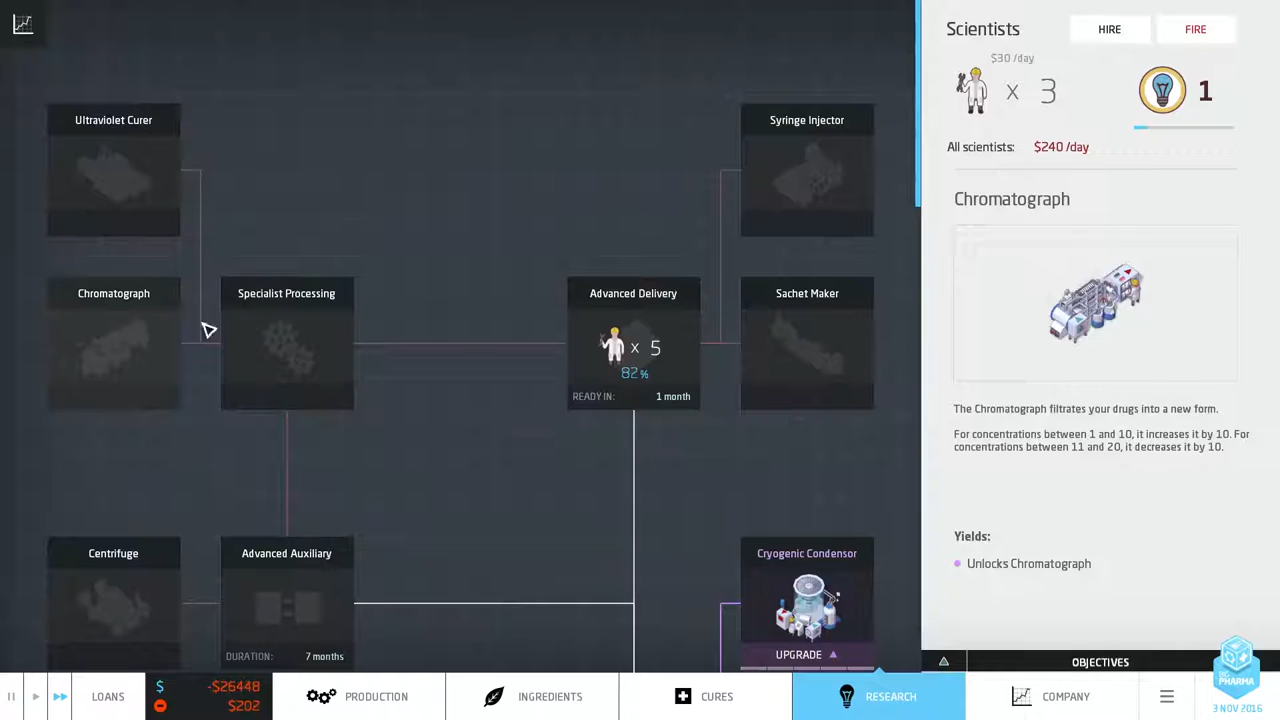 Scientists
HIRE
FIRE
$30 /day
x 3
1
All scientists: $240 /day
Ultraviolet Curer
Syringe Injector
Chromatograph
Specialist Processing
Advanced Delivery
x 5
82%
READY IN: 1 month
Sachet Maker
Centrifuge
Advanced Auxiliary
DURATION: 7 months
Cryogenic Condensor
UPGRADE
Chromatograph
The Chromatograph filtrates your drugs into a new form.
For concentrations between 1 and 10, it increases it by 10. For
concentrations between 11 and 20, it decreases it by 10.
Yields:
Unlocks Chromatograph
OBJECTIVES
LOANS
$ -$26448
$202
PRODUCTION
INGREDIENTS
CURES
RESEARCH
COMPANY
BIG
PHARMA
3 NOV 2016